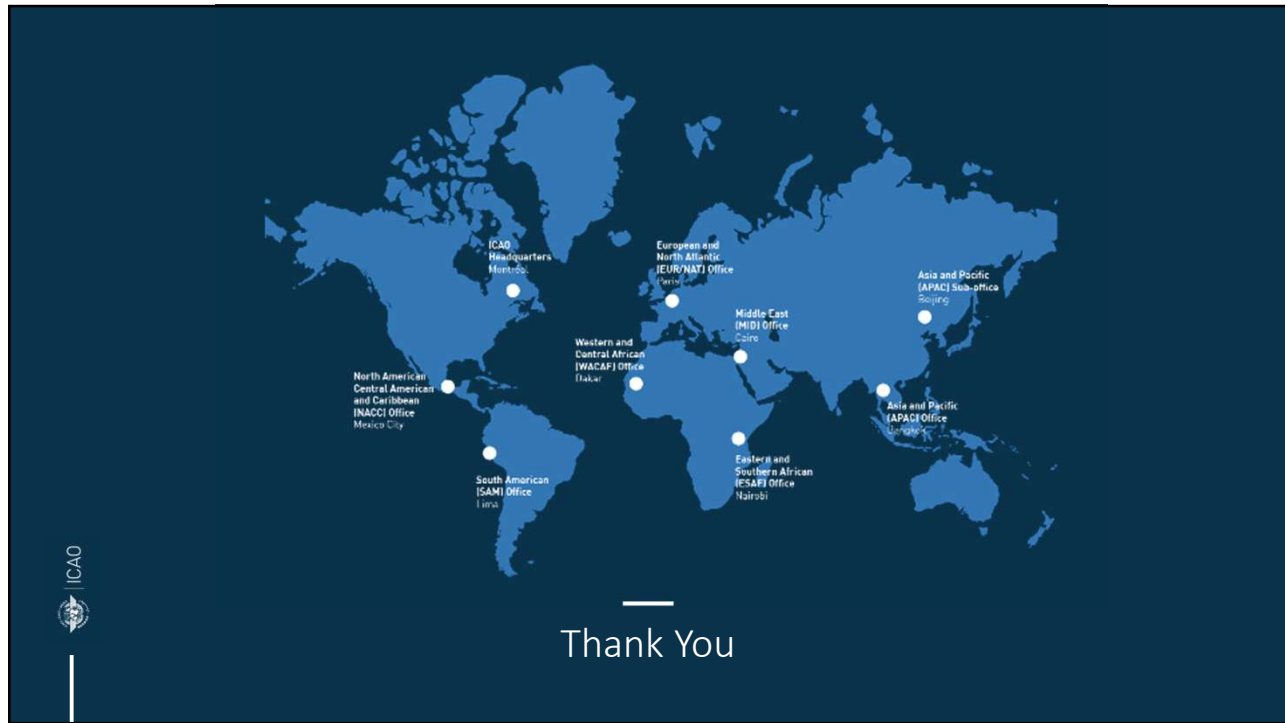 ICAO
Headquarters
Montréal
European and
North Atlantic
(EUR/NAT) Office
Paris
Asia and Pacific
(APAC) Sub-office
Beijing
Middle East
(MID) Office
Cairo
Western and
Central African
(WACAF) Office
Dakar
North American
Central American
and Caribbean
(NACC) Office
Mexico City
Asia and Pacific
(APAC) Office
Bangkok
Eastern and
Southern African
(ESAF) Office
Nairobi
South American
(SAM) Office
Lima
ICAO
Thank You